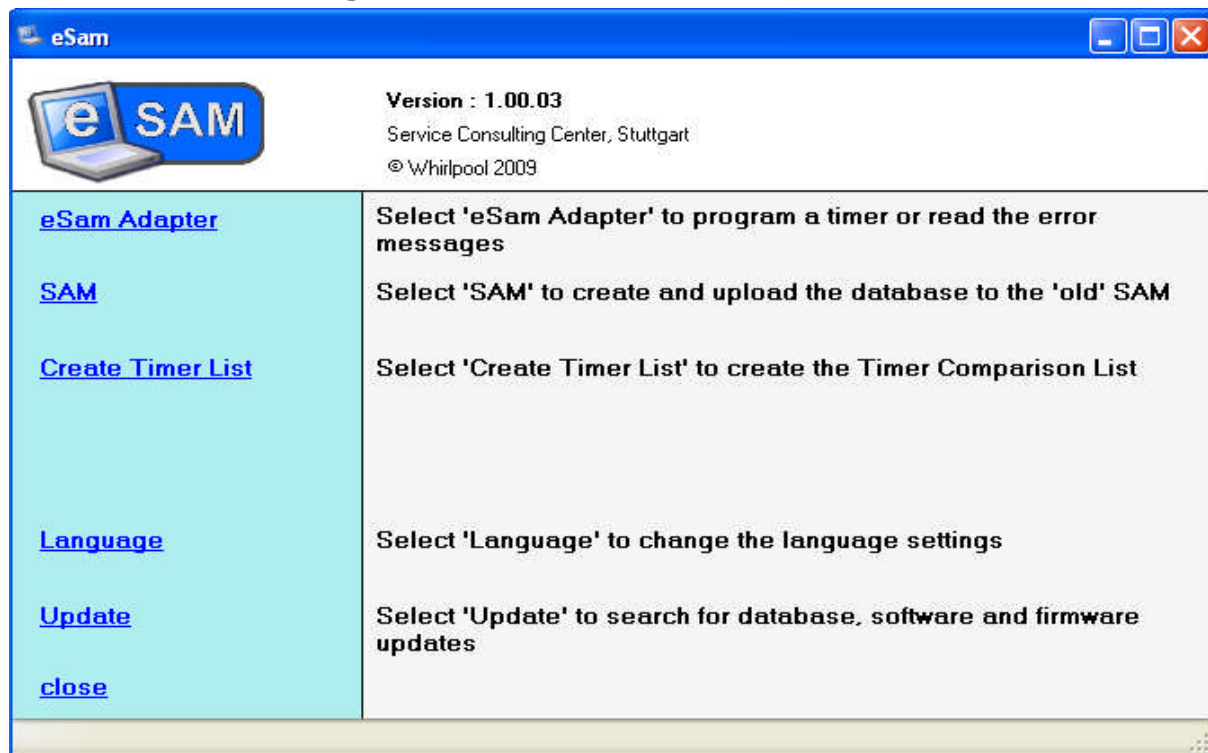 eSam
e SAM
Version : 1.00.03
Service Consulting Center, Stuttgart
© Whirlpool 2009
eSam Adapter
Select 'eSam Adapter' to program a timer or read the error
messages
SAM
Select 'SAM' to create and upload the database to the 'old' SAM
Create Timer List
Select 'Create Timer List' to create the Timer Comparison List
Language
Select 'Language' to change the language settings
Update
Select 'Update' to search for database, software and firmware
updates
close